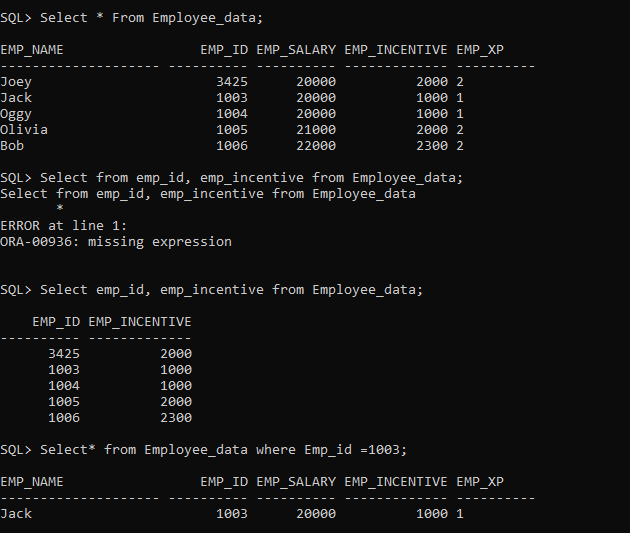 SQL> Select * From Employee_data;
EMP_NAME                 EMP_ID EMP_SALARY EMP_INCENTIVE EMP_XP
-------------------- ---------- ---------- ------------- ----------
Joey                       3425      20000          2000 2
Jack                       1003      20000          1000 1
Oggy                       1004      20000          1000 1
Olivia                     1005      21000          2000 2
Bob                        1006      22000          2300 2
SQL> Select from emp_id, emp_incentive from Employee_data;
Select from emp_id, emp_incentive from Employee_data
       *
ERROR at line 1:
ORA-00936: missing expression
SQL> Select emp_id, emp_incentive from Employee_data;
    EMP_ID EMP_INCENTIVE
---------- -------------
      3425          2000
      1003          1000
      1004          1000
      1005          2000
      1006          2300
SQL> Select* from Employee_data where Emp_id =1003;
EMP_NAME                 EMP_ID EMP_SALARY EMP_INCENTIVE EMP_XP
-------------------- ---------- ---------- ------------- ----------
Jack                       1003      20000          1000 1